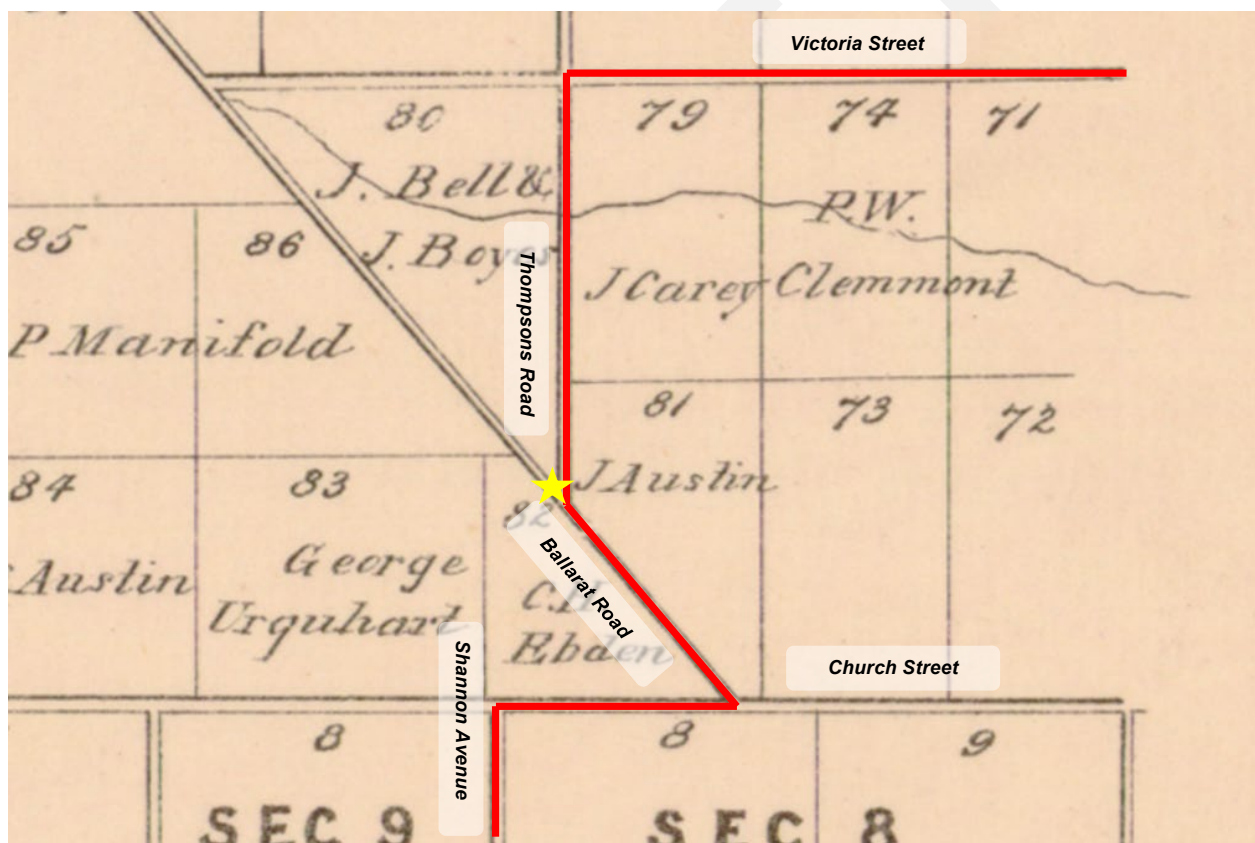 Victoria Street
80
79
74
71
J. Bell &
J. Boyes
P.W.
85
86
J Carey Clemmont
P Manifold
Thompsons Road
81
73
72
84
83
J Austin
82
Austin
George
Urquhart
C.H
Ebden
Ballarat Road
Shannon Avenue
Church Street
8
8
9
SEC 9
SEC 8